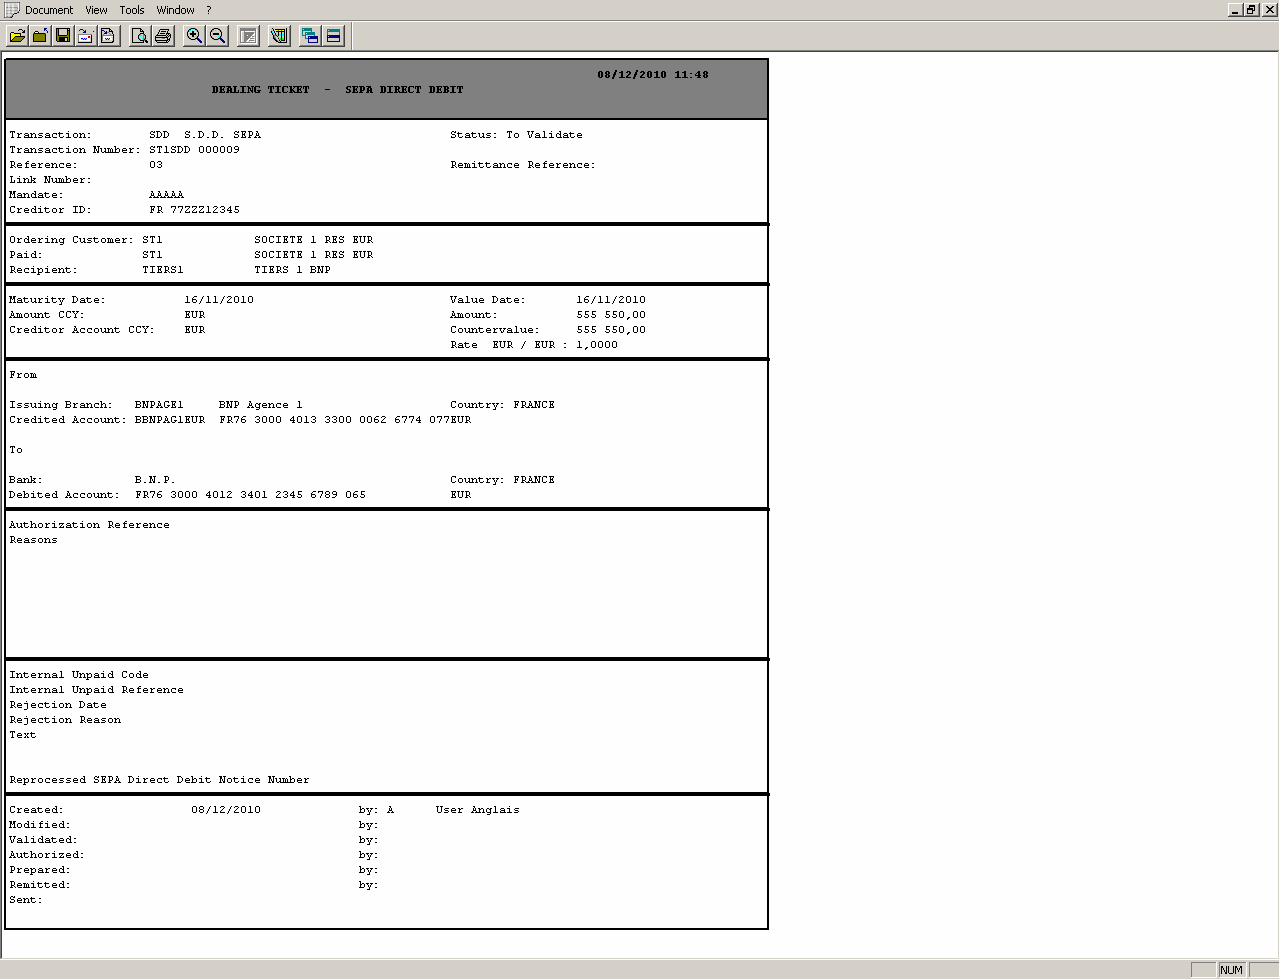 Document View Tools Window ?
08/12/2010 11:48
DEALING TICKET - SEPA DIRECT DEBIT
Transaction: SDD S.D.D. SEPA Status: To Validate
Transaction Number: ST1SDD 000009
Reference: 03 Remittance Reference:
Link Number:
Mandate: AAAAA
Creditor ID: FR 77ZZZ12345
Ordering Customer: ST1 SOCIETE 1 RES EUR
Paid: ST1 SOCIETE 1 RES EUR
Recipient: TIERS1 TIERS 1 BNP
Maturity Date: 16/11/2010 Value Date: 16/11/2010
Amount CCY: EUR Amount: 555 550,00
Creditor Account CCY: EUR Countervalue: 555 550,00
Rate EUR / EUR : 1,0000
From
Issuing Branch: BNPAGE1 BNP Agence 1 Country: FRANCE
Credited Account: BBNPAG1EUR FR76 3000 4013 3300 0062 6774 077EUR
To
Bank: B.N.P. Country: FRANCE
Debited Account: FR76 3000 4012 3401 2345 6789 065 EUR
Authorization Reference
Reasons
Internal Unpaid Code
Internal Unpaid Reference
Rejection Date
Rejection Reason
Text
Reprocessed SEPA Direct Debit Notice Number
Created: 08/12/2010 by: A User Anglais
Modified: by:
Validated: by:
Authorized: by:
Prepared: by:
Remitted: by:
Sent:
NUM